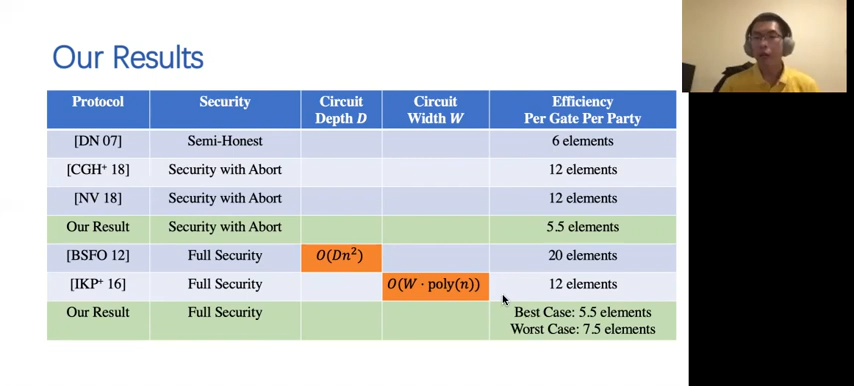 Our Results
Protocol Security Circuit Depth D Circuit Width W Efficiency Per Gate Per Party
[DN 07] Semi-Honest 6 elements
[CGH⁺ 18] Security with Abort 12 elements
[NV 18] Security with Abort 12 elements
Our Result Security with Abort 5.5 elements
[BSFO 12] Full Security O(Dn²) 20 elements
[IKP⁺ 16] Full Security O(W · poly(n)) 12 elements
Our Result Full Security Best Case: 5.5 elements
Worst Case: 7.5 elements